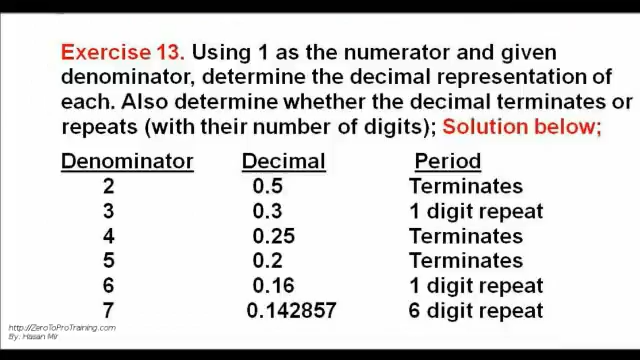 Exercise 13. Using 1 as the numerator and given
denominator, determine the decimal representation of
each. Also determine whether the decimal terminates or
repeats (with their number of digits); Solution below;
Denominator Decimal Period
2 0.5 Terminates
3 0.3 1 digit repeat
4 0.25 Terminates
5 0.2 Terminates
6 0.16 1 digit repeat
7 0.142857 6 digit repeat
http://ZeroToProTraining.com
By: Hasan Mir